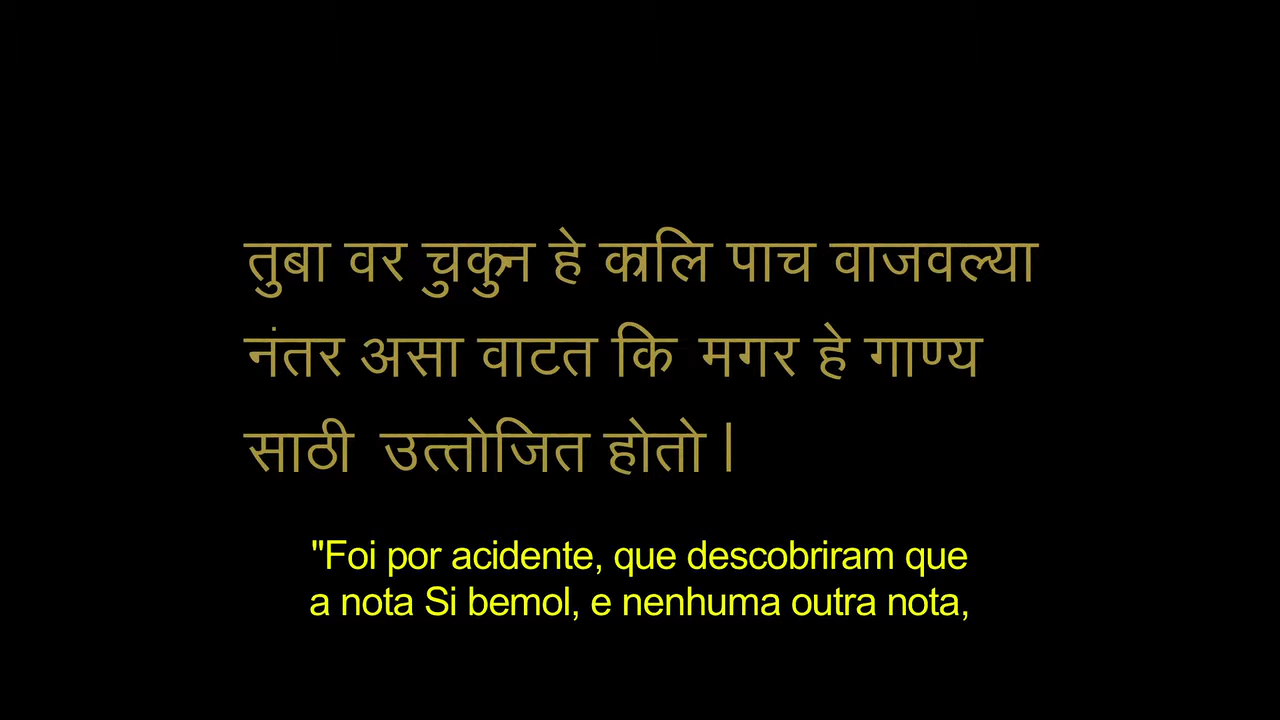 तुबा वर चुकुन हे कालि पाच वाजवल्या
नंतर असा वाटत कि मगर हे गाण्य
साठी उत्तोजित होतो |
"Foi por acidente, que descobriram que
a nota Si bemol, e nenhuma outra nota,